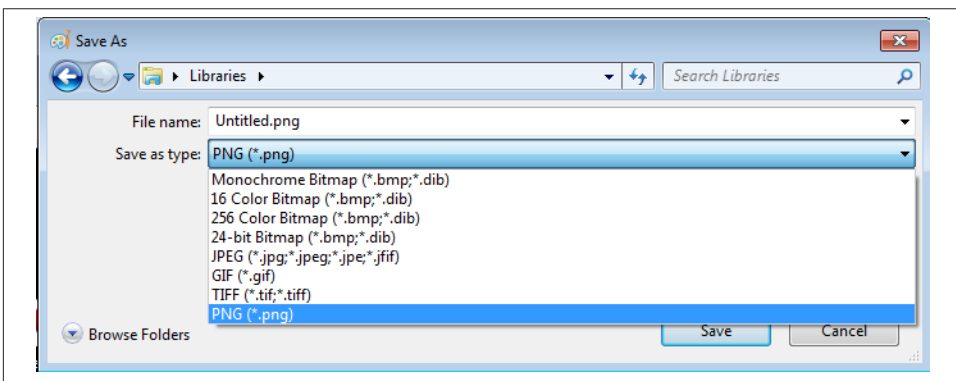 Save As
Libraries
Search Libraries
File name: Untitled.png
Save as type: PNG (*.png)
Monochrome Bitmap (*.bmp;*.dib)
16 Color Bitmap (*.bmp;*.dib)
256 Color Bitmap (*.bmp;*.dib)
24-bit Bitmap (*.bmp;*.dib)
JPEG (*.jpg;*.jpeg;*.jpe;*.jfif)
GIF (*.gif)
TIFF (*.tif;*.tiff)
PNG (*.png)
Browse Folders
Save
Cancel